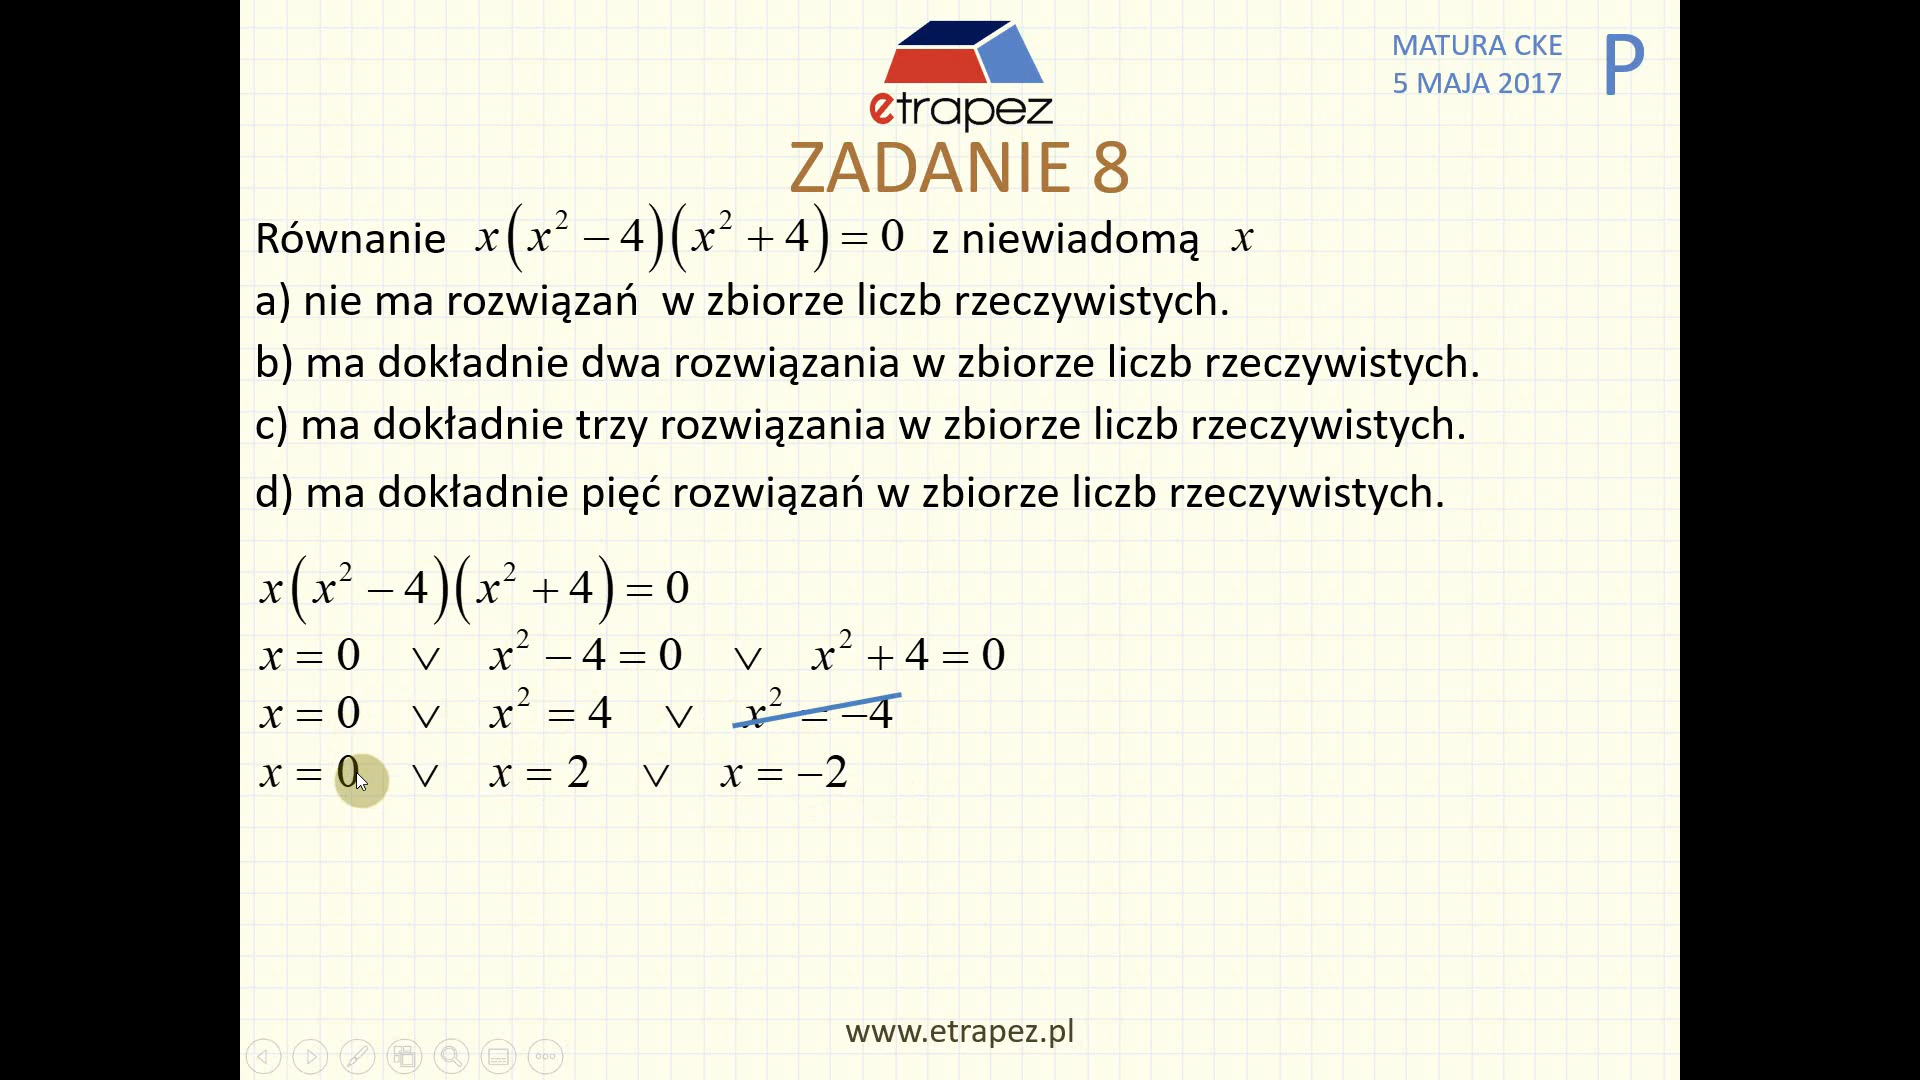 etrapez
MATURA CKE
5 MAJA 2017
P
ZADANIE 8
Równanie x(x² − 4)(x² + 4) = 0 z niewiadomą x
a) nie ma rozwiązań w zbiorze liczb rzeczywistych.
b) ma dokładnie dwa rozwiązania w zbiorze liczb rzeczywistych.
c) ma dokładnie trzy rozwiązania w zbiorze liczb rzeczywistych.
d) ma dokładnie pięć rozwiązań w zbiorze liczb rzeczywistych.
x(x² − 4)(x² + 4) = 0
x = 0 ∨ x² − 4 = 0 ∨ x² + 4 = 0
x = 0 ∨ x² = 4 ∨ x² = −4
x = 0 ∨ x = 2 ∨ x = −2
www.etrapez.pl